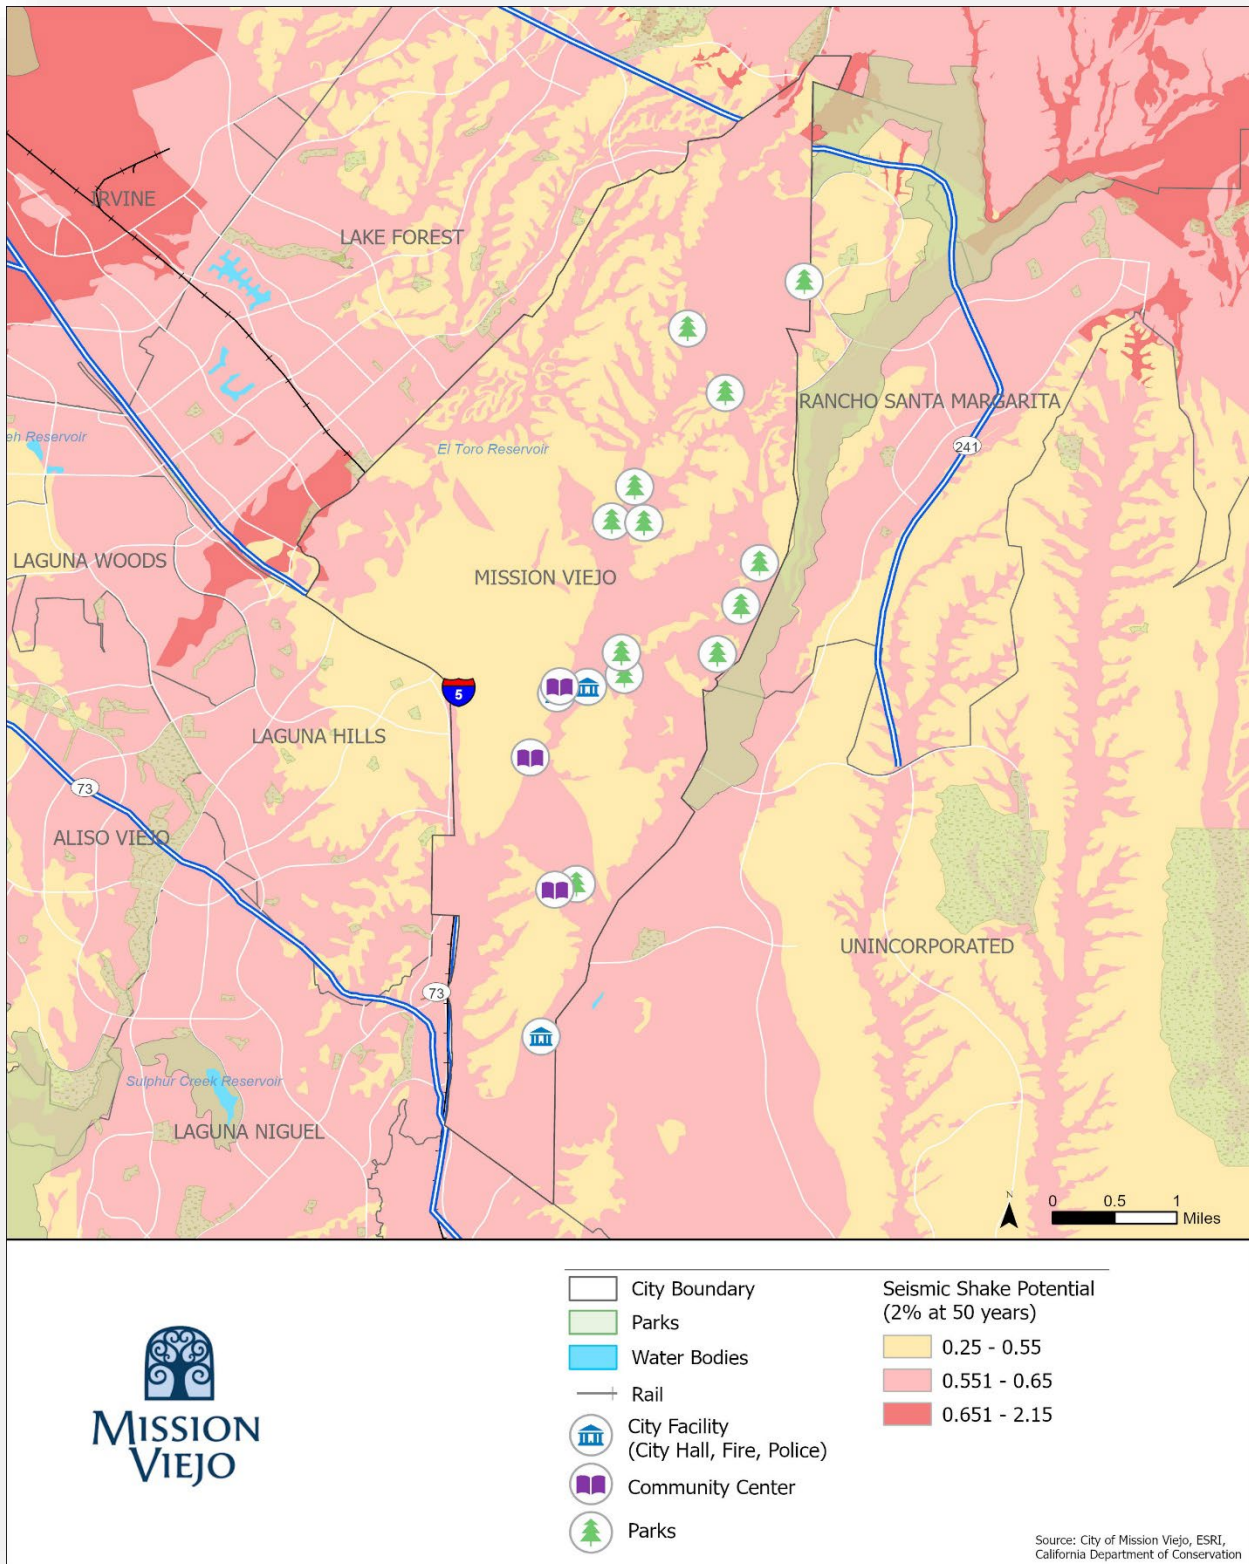 IRVINE
LAKE FOREST
RANCHO SANTA MARGARITA
241
eh Reservoir
El Toro Reservoir
LAGUNA WOODS
MISSION VIEJO
5
LAGUNA HILLS
73
ALISO VIEJO
UNINCORPORATED
73
Sulphur Creek Reservoir
LAGUNA NIGUEL
N
0 0.5 1
Miles
MISSION
VIEJO
City Boundary
Parks
Water Bodies
Rail
City Facility
(City Hall, Fire, Police)
Community Center
Parks
Seismic Shake Potential
(2% at 50 years)
0.25 - 0.55
0.551 - 0.65
0.651 - 2.15
Source: City of Mission Viejo, ESRI,
California Department of Conservation